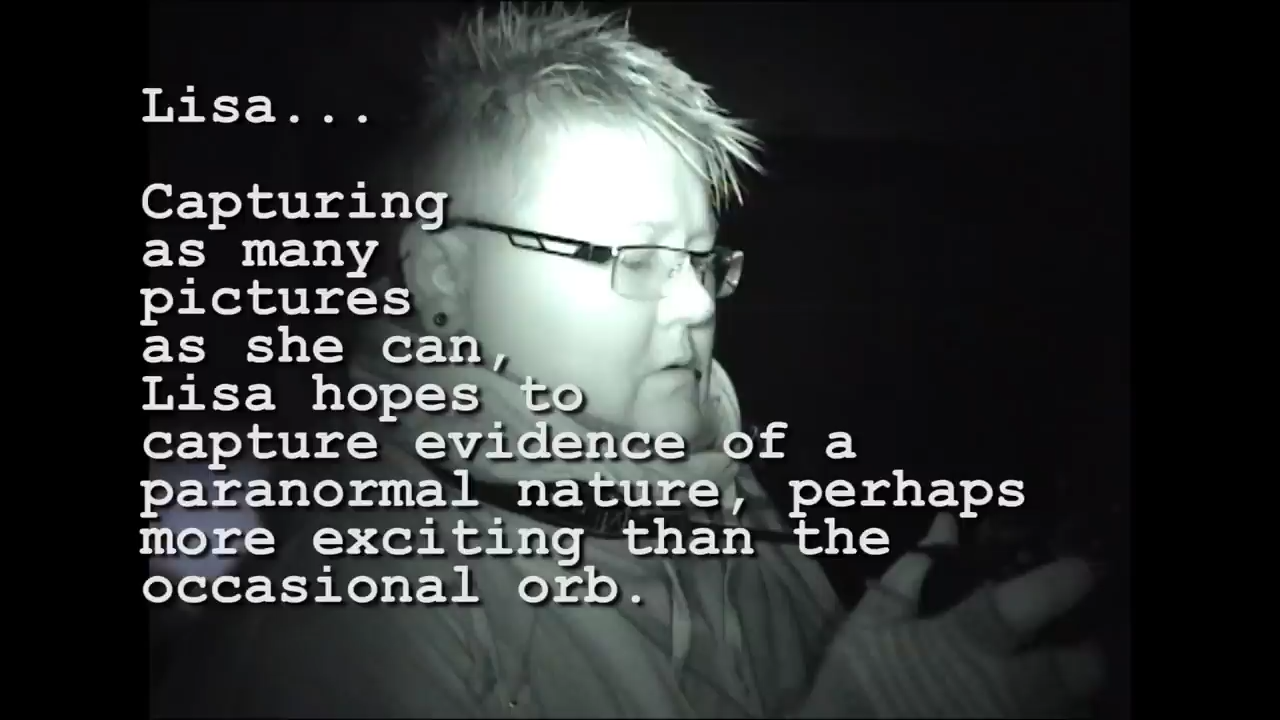 Lisa...
Capturing
as many
pictures
as she can,
Lisa hopes to
capture evidence of a
paranormal nature, perhaps
more exciting than the
occasional orb.